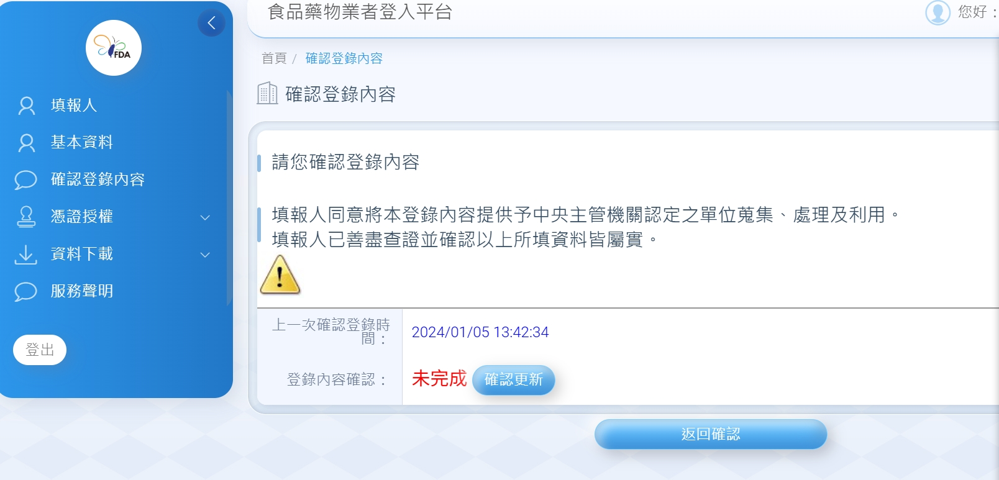 食品藥物業者登入平台
您好：
FDA
填報人
基本資料
確認登錄內容
憑證授權
資料下載
服務聲明
登出
首頁 / 確認登錄內容
確認登錄內容
請您確認登錄內容
填報人同意將本登錄內容提供予中央主管機關認定之單位蒐集、處理及利用。
填報人已善盡查證並確認以上所填資料皆屬實。
上一次確認登錄時
間：
2024/01/05 13:42:34
登錄內容確認：
未完成 確認更新
返回確認